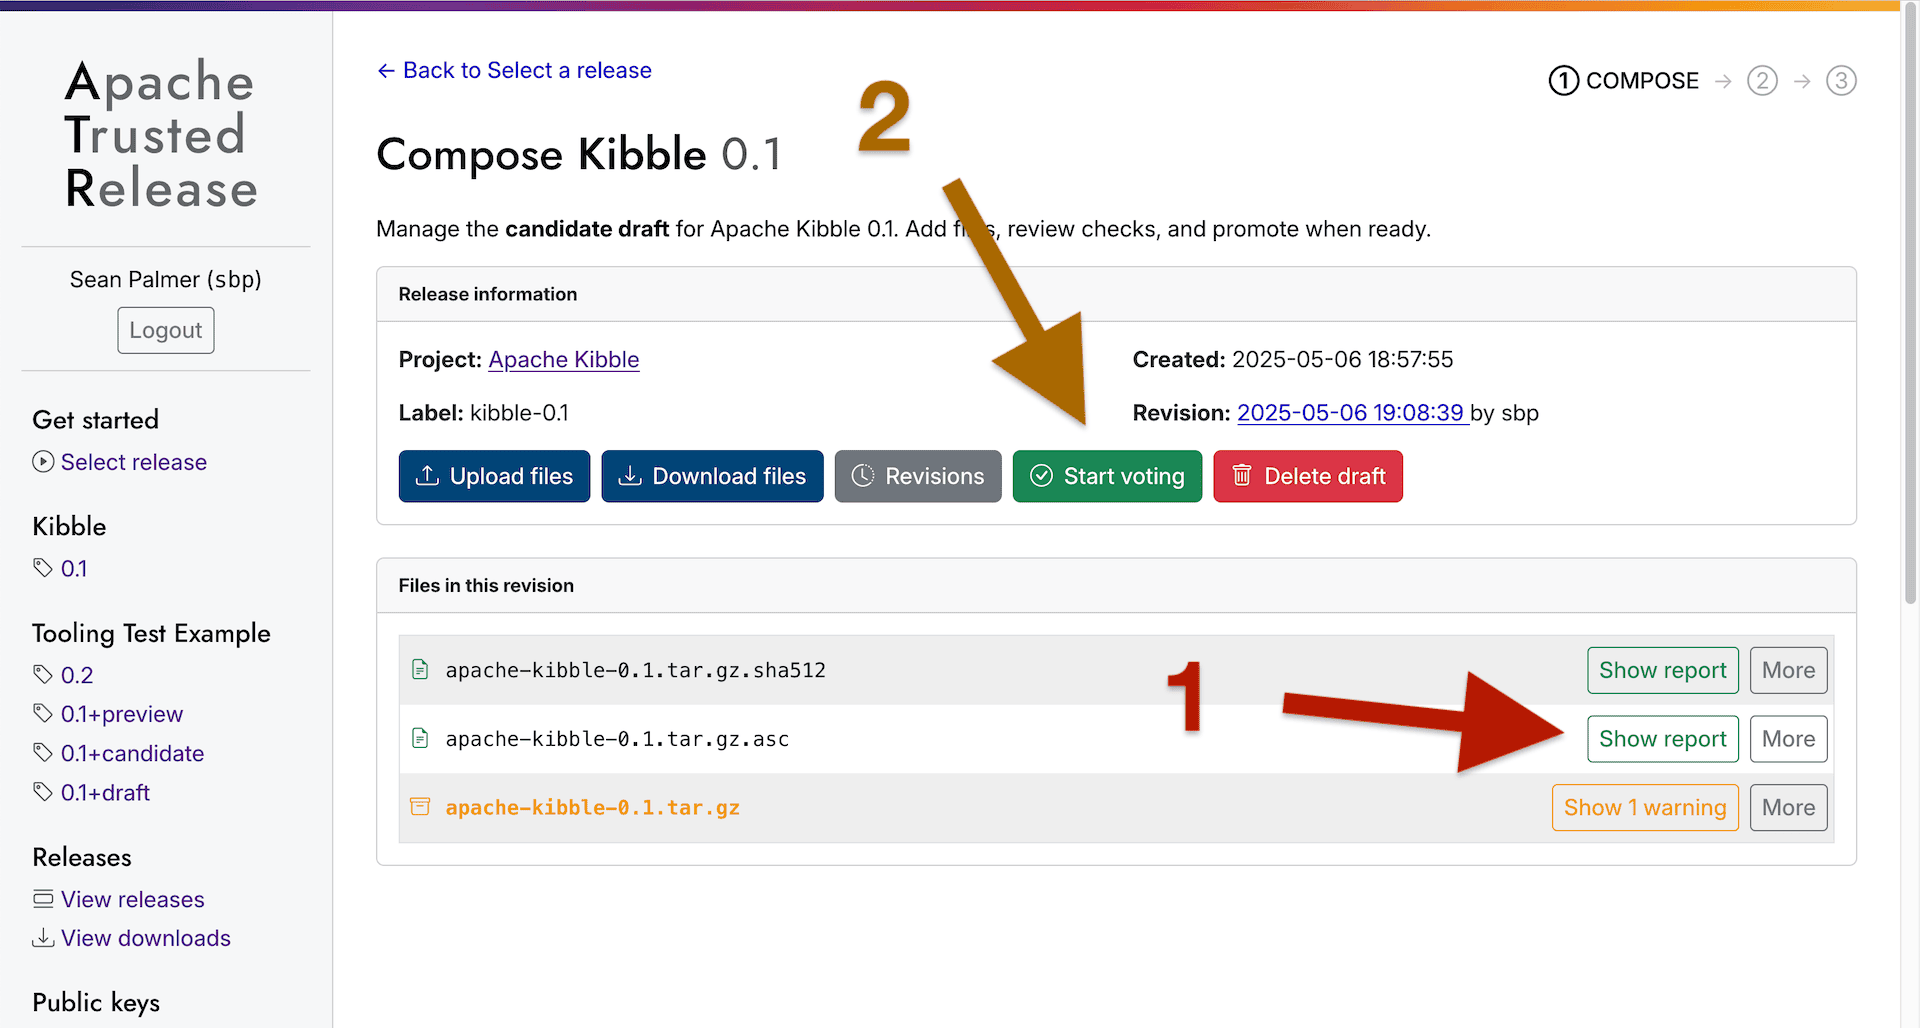 Apache
Trusted
Release
Sean Palmer (sbp)
Logout
Get started
Select release
Kibble
0.1
Tooling Test Example
0.2
0.1+preview
0.1+candidate
0.1+draft
Releases
View releases
View downloads
Public keys
← Back to Select a release
1 COMPOSE → 2 → 3
2
Compose Kibble 0.1
Manage the candidate draft for Apache Kibble 0.1. Add files, review checks, and promote when ready.
Release information
Project: Apache Kibble
Created: 2025-05-06 18:57:55
Label: kibble-0.1
Revision: 2025-05-06 19:08:39 by sbp
Upload files Download files Revisions Start voting Delete draft
Files in this revision
apache-kibble-0.1.tar.gz.sha512 Show report More
1
apache-kibble-0.1.tar.gz.asc Show report More
apache-kibble-0.1.tar.gz Show 1 warning More